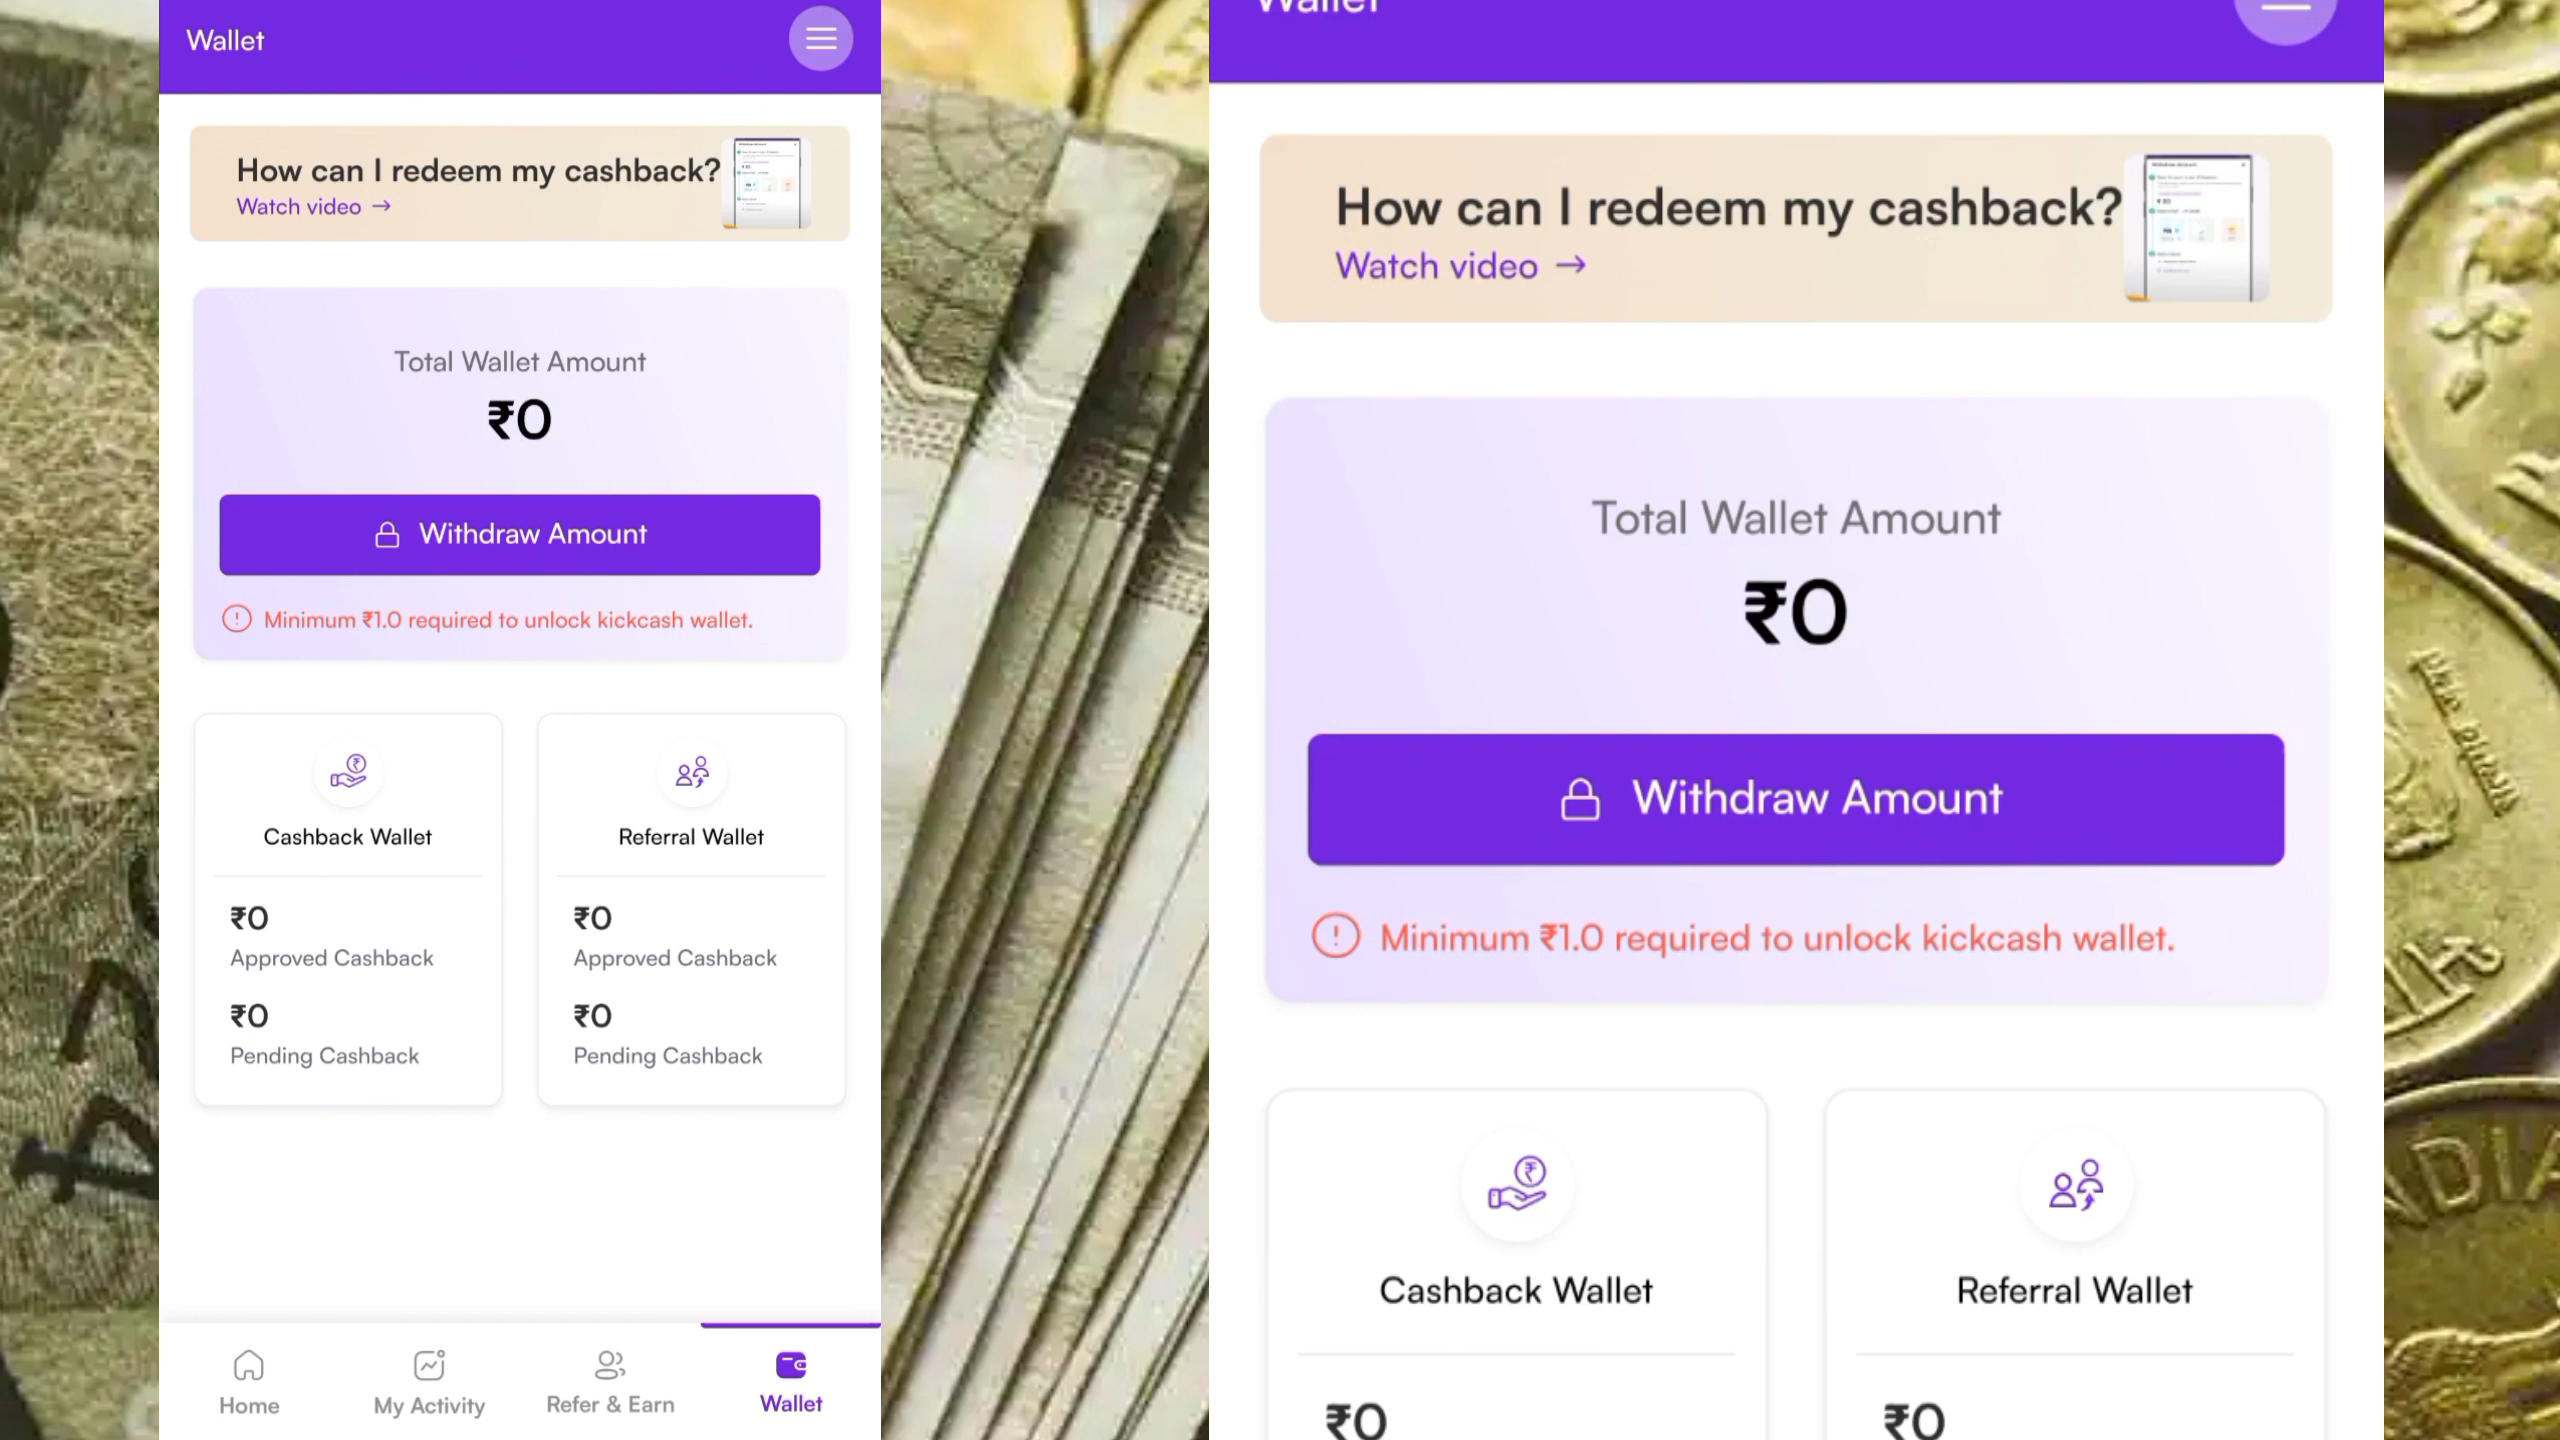 Wallet
How can I redeem my cashback?
Watch video →
Total Wallet Amount
₹0
Withdraw Amount
Minimum ₹1.0 required to unlock kickcash wallet.
Cashback Wallet
₹0
Approved Cashback
₹0
Pending Cashback
Referral Wallet
₹0
Approved Cashback
₹0
Pending Cashback
Home
My Activity
Refer & Earn
Wallet
Wallet
How can I redeem my cashback?
Watch video →
Total Wallet Amount
₹0
Withdraw Amount
Minimum ₹1.0 required to unlock kickcash wallet.
Cashback Wallet
₹0
Referral Wallet
₹0